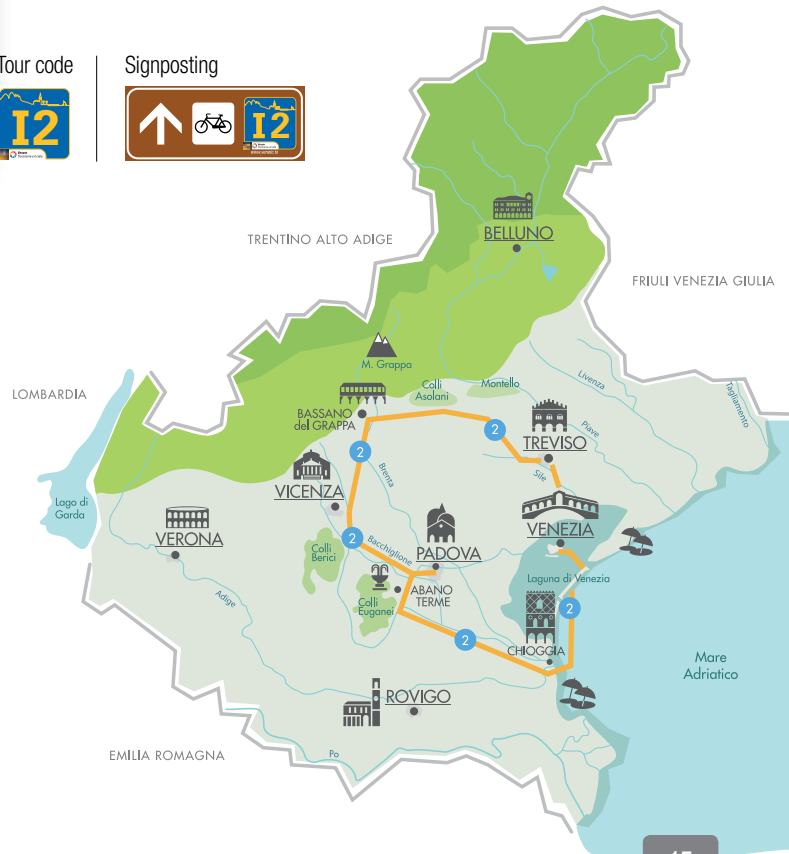 Tour code
Signposting
I2
I2
BELLUNO
TRENTINO ALTO ADIGE
FRIULI VENEZIA GIULIA
M. Grappa
LOMBARDIA
Colli
Asolani
Montello
Livenza
Tagliamento
BASSANO
del GRAPPA
2
Piave
TREVISO
2
Brenta
Sile
VICENZA
Lago di
Garda
VENEZIA
VERONA
2
Bacchiglione
PADOVA
Colli
Berici
Laguna di Venezia
ABANO
TERME
Colli
Euganei
Adige
2
2
CHIOGGIA
Mare
Adriatico
ROVIGO
EMILIA ROMAGNA
Po